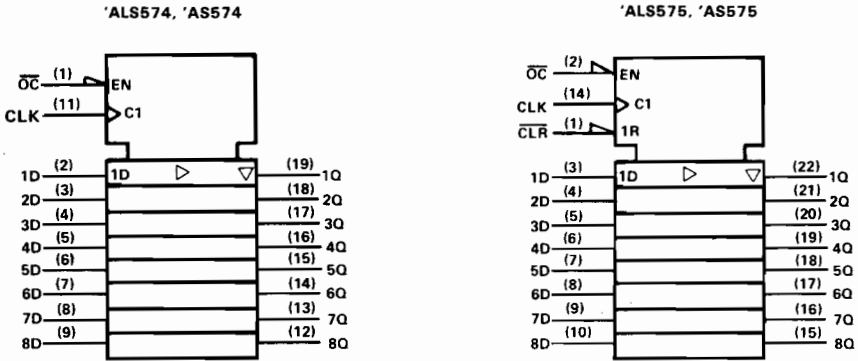 'ALS574, 'AS574
OC (1) EN
CLK (11) C1
1D (2) 1D (19) 1Q
2D (3) (18) 2Q
3D (4) (17) 3Q
4D (5) (16) 4Q
5D (6) (15) 5Q
6D (7) (14) 6Q
7D (8) (13) 7Q
8D (9) (12) 8Q
'ALS575, 'AS575
OC (2) EN
CLK (14) C1
CLR (1) 1R
1D (3) 1D (22) 1Q
2D (4) (21) 2Q
3D (5) (20) 3Q
4D (6) (19) 4Q
5D (7) (18) 5Q
6D (8) (17) 6Q
7D (9) (16) 7Q
8D (10) (15) 8Q